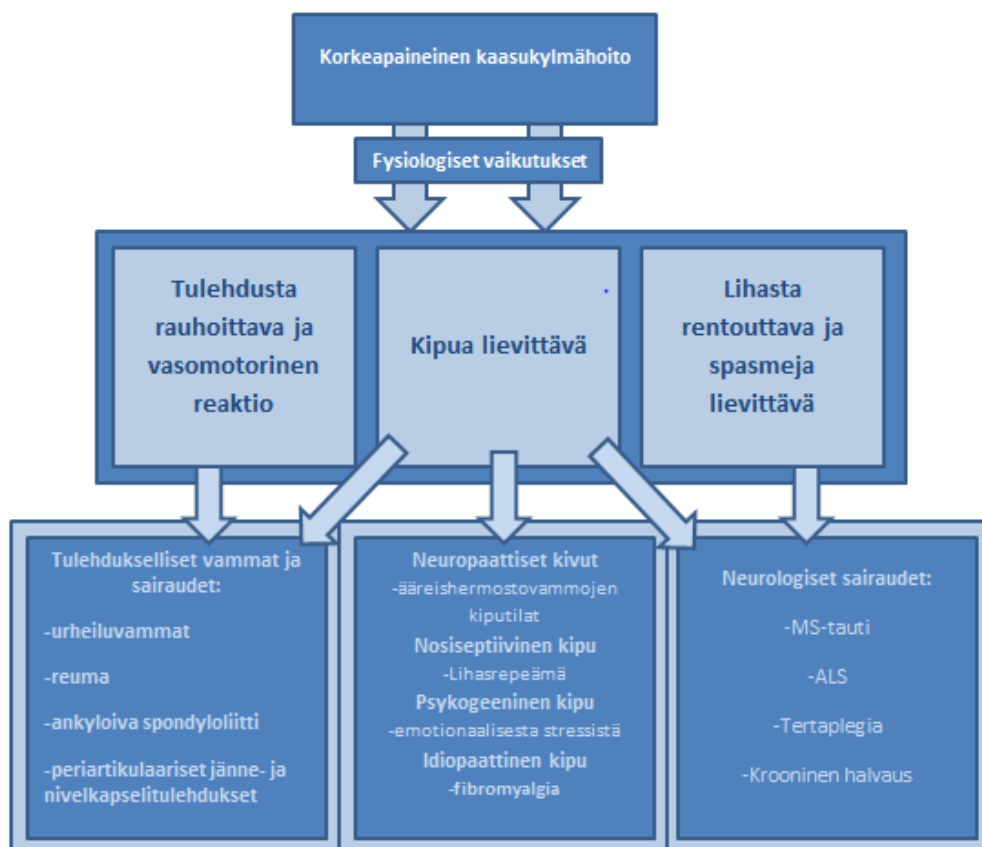 Korkeapaineinen kaasukylmähoito
Fysiologiset vaikutukset
Tulehdusta
rauhoittava ja
vasomotorinen
reaktio
Kipua lievittävä
Lihasta
rentouttava ja
spasmeja
lievittävä
Tulehdukselliset vammat ja
sairaudet:
-urheiluvammat
-reuma
-ankyloiva spondyloliitti
-periartikulaariset jänne- ja
nivelkapselitulehdukset
Neuropaattiset kivut
-ääreishermostovammojen
kiputilat
Nosiseptiivinen kipu
-Lihasrepeämä
Psykogeeninen kipu
-emotionaalisesta stressistä
Idiopaattinen kipu
-fibromyalgia
Neurologiset sairaudet:
-MS-tauti
-ALS
-Tertaplegia
-Krooninen halvaus